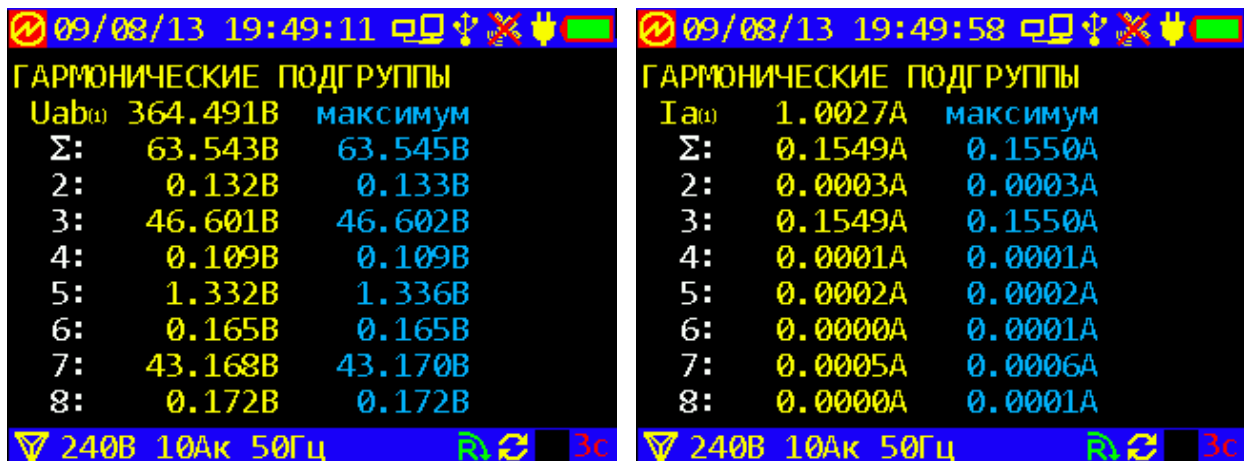 09/08/13 19:49:11
ГАРМОНИЧЕСКИЕ ПОДГРУППЫ
Uab(1) 364.491В максимум
Σ: 63.543В 63.545В
2: 0.132В 0.133В
3: 46.601В 46.602В
4: 0.109В 0.109В
5: 1.332В 1.336В
6: 0.165В 0.165В
7: 43.168В 43.170В
8: 0.172В 0.172В
240В 10Ак 50Гц R 3с
09/08/13 19:49:58
ГАРМОНИЧЕСКИЕ ПОДГРУППЫ
Ia(1) 1.0027А максимум
Σ: 0.1549А 0.1550А
2: 0.0003А 0.0003А
3: 0.1549А 0.1550А
4: 0.0001А 0.0001А
5: 0.0002А 0.0002А
6: 0.0000А 0.0001А
7: 0.0005А 0.0006А
8: 0.0000А 0.0001А
240В 10Ак 50Гц R 3с